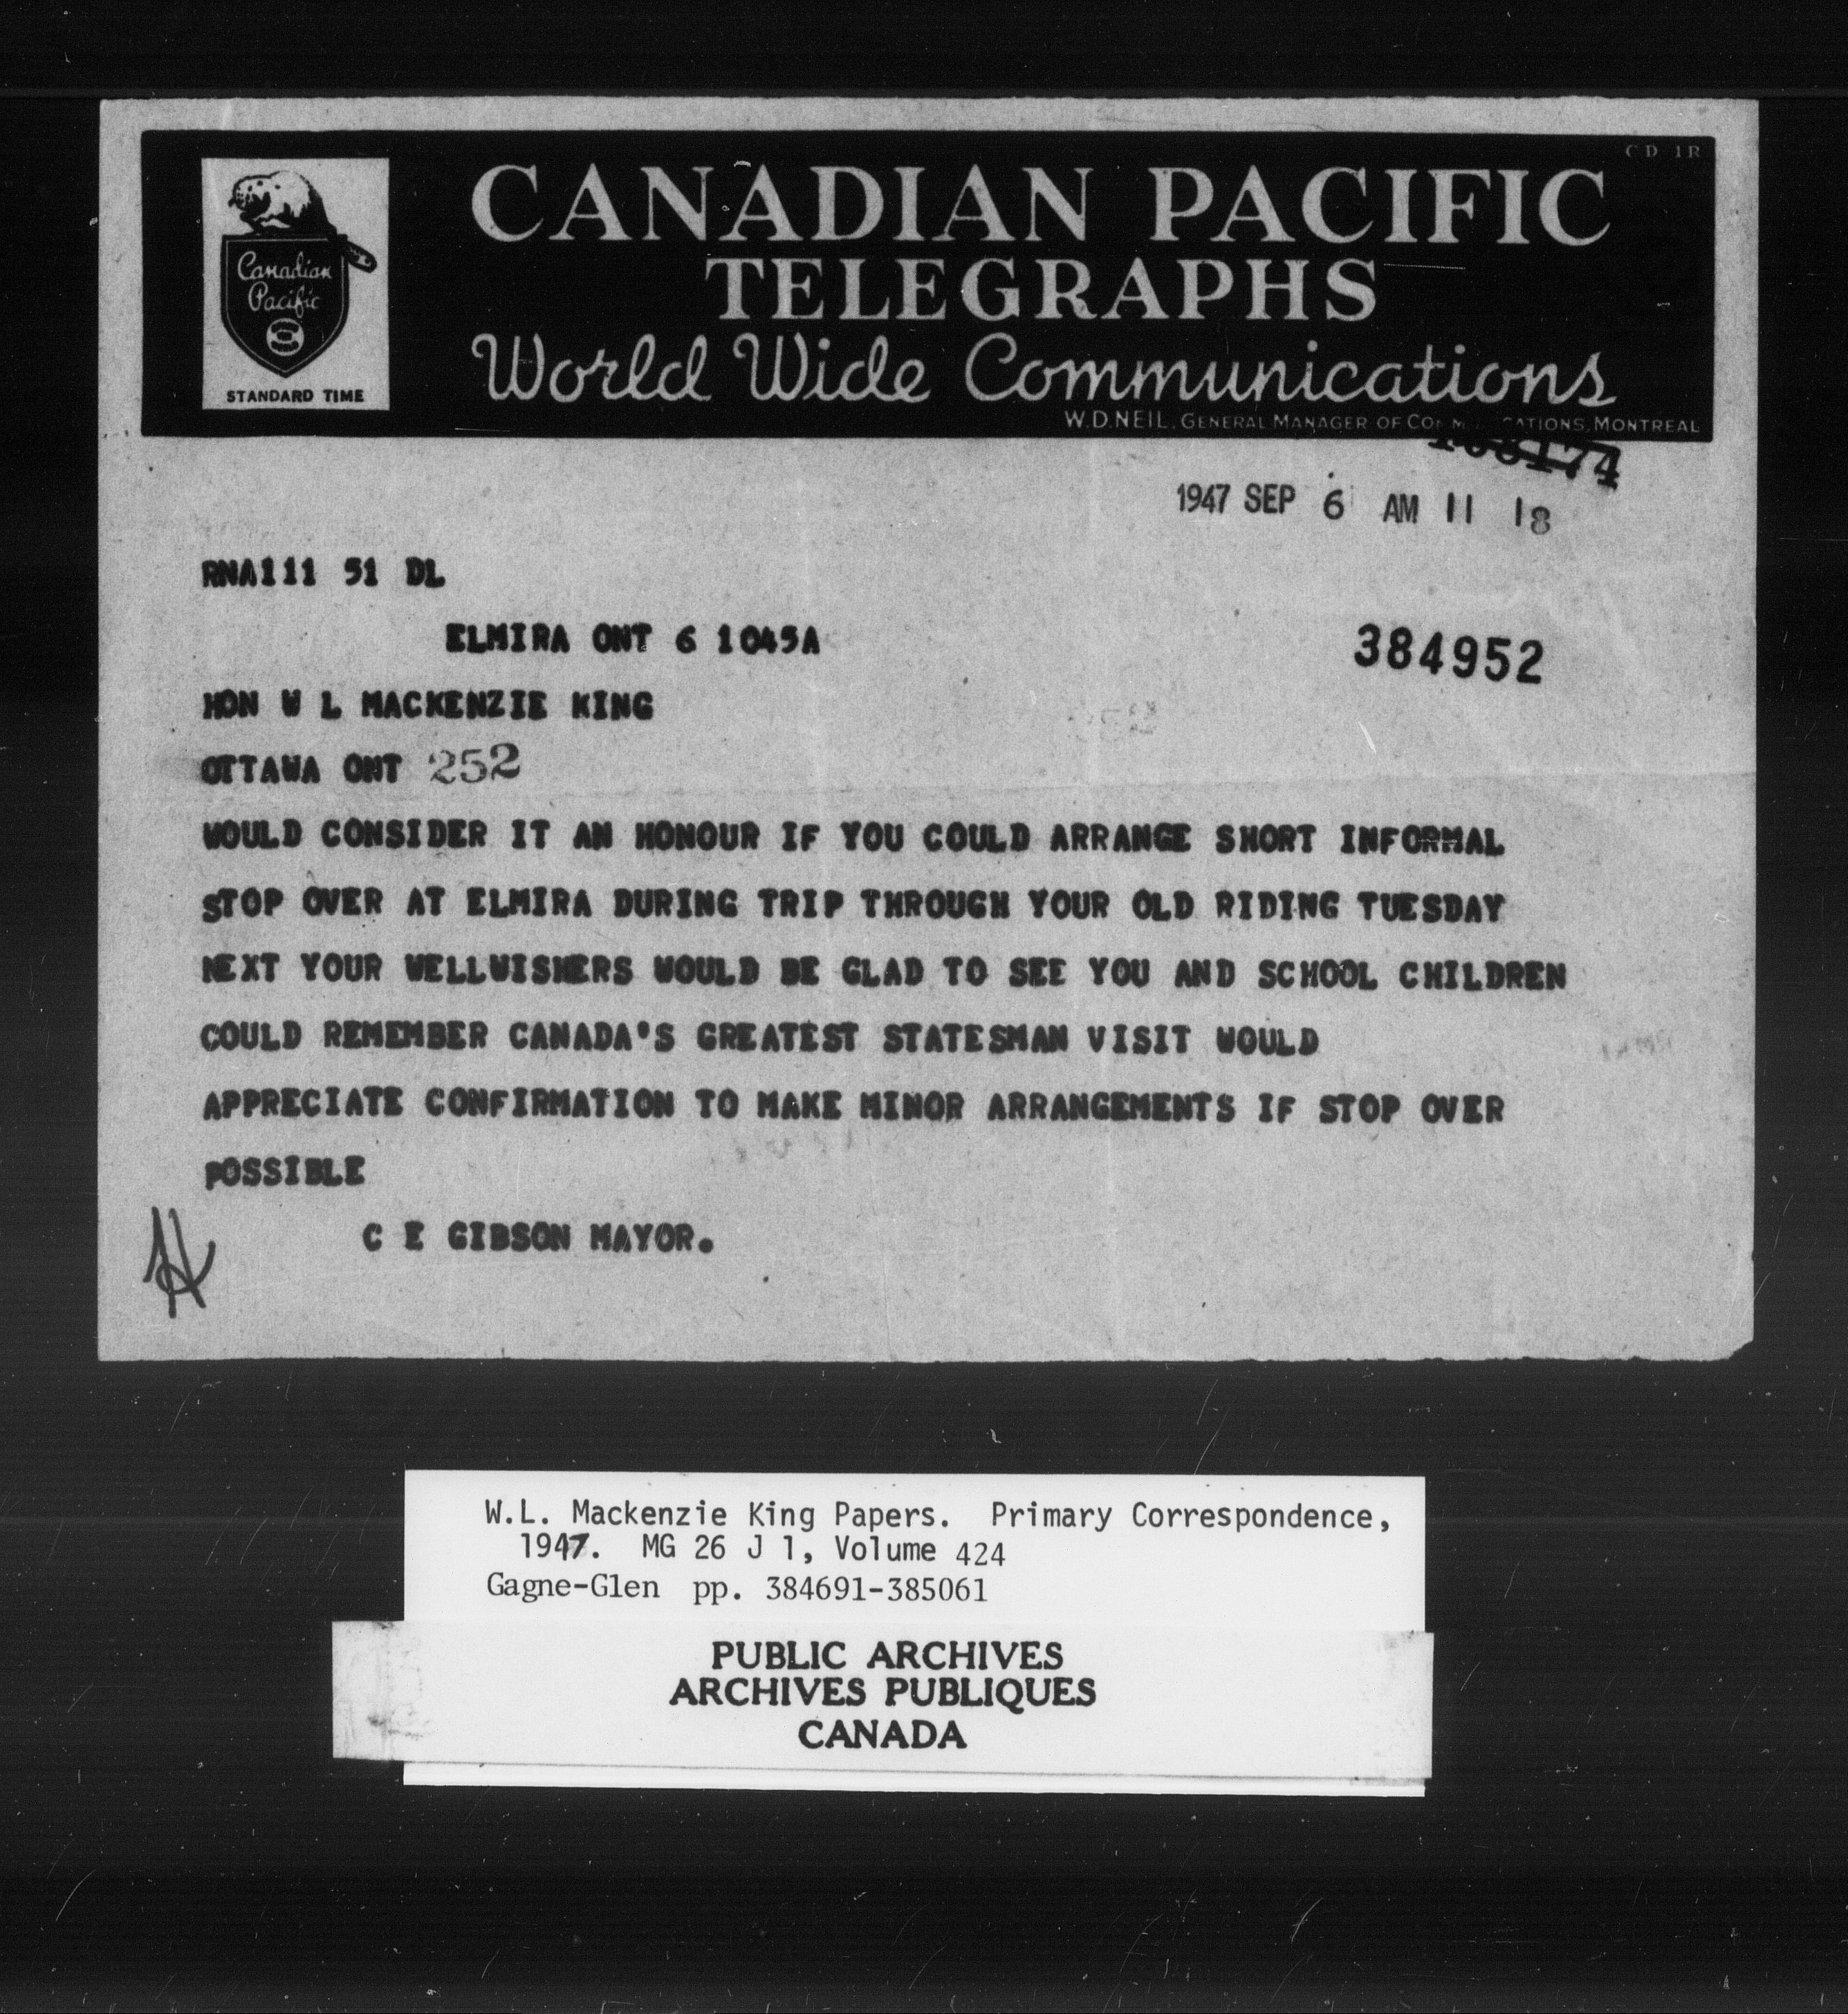 CD 1R
CANADIAN PACIFIC
TELEGRAPHS
World Wide Communications
W.D.NEIL, GENERAL MANAGER OF COMMUNICATIONS, MONTREAL
Canadian
Pacific
STANDARD TIME
1947 SEP 6 AM 11 18
RNA111 51 DL
ELMIRA ONT 6 1045A
384952
HON W L MACKENZIE KING
OTTAWA ONT 252
WOULD CONSIDER IT AN HONOUR IF YOU COULD ARRANGE SHORT INFORMAL
STOP OVER AT ELMIRA DURING TRIP THROUGH YOUR OLD RIDING TUESDAY
NEXT YOUR WELLWISHERS WOULD BE GLAD TO SEE YOU AND SCHOOL CHILDREN
COULD REMEMBER CANADA'S GREATEST STATESMAN VISIT WOULD
APPRECIATE CONFIRMATION TO MAKE MINOR ARRANGEMENTS IF STOP OVER
POSSIBLE
C E GIBSON MAYOR.
W.L. Mackenzie King Papers. Primary Correspondence,
1947. MG 26 J 1, Volume 424
Gagne-Glen pp. 384691-385061
PUBLIC ARCHIVES
ARCHIVES PUBLIQUES
CANADA